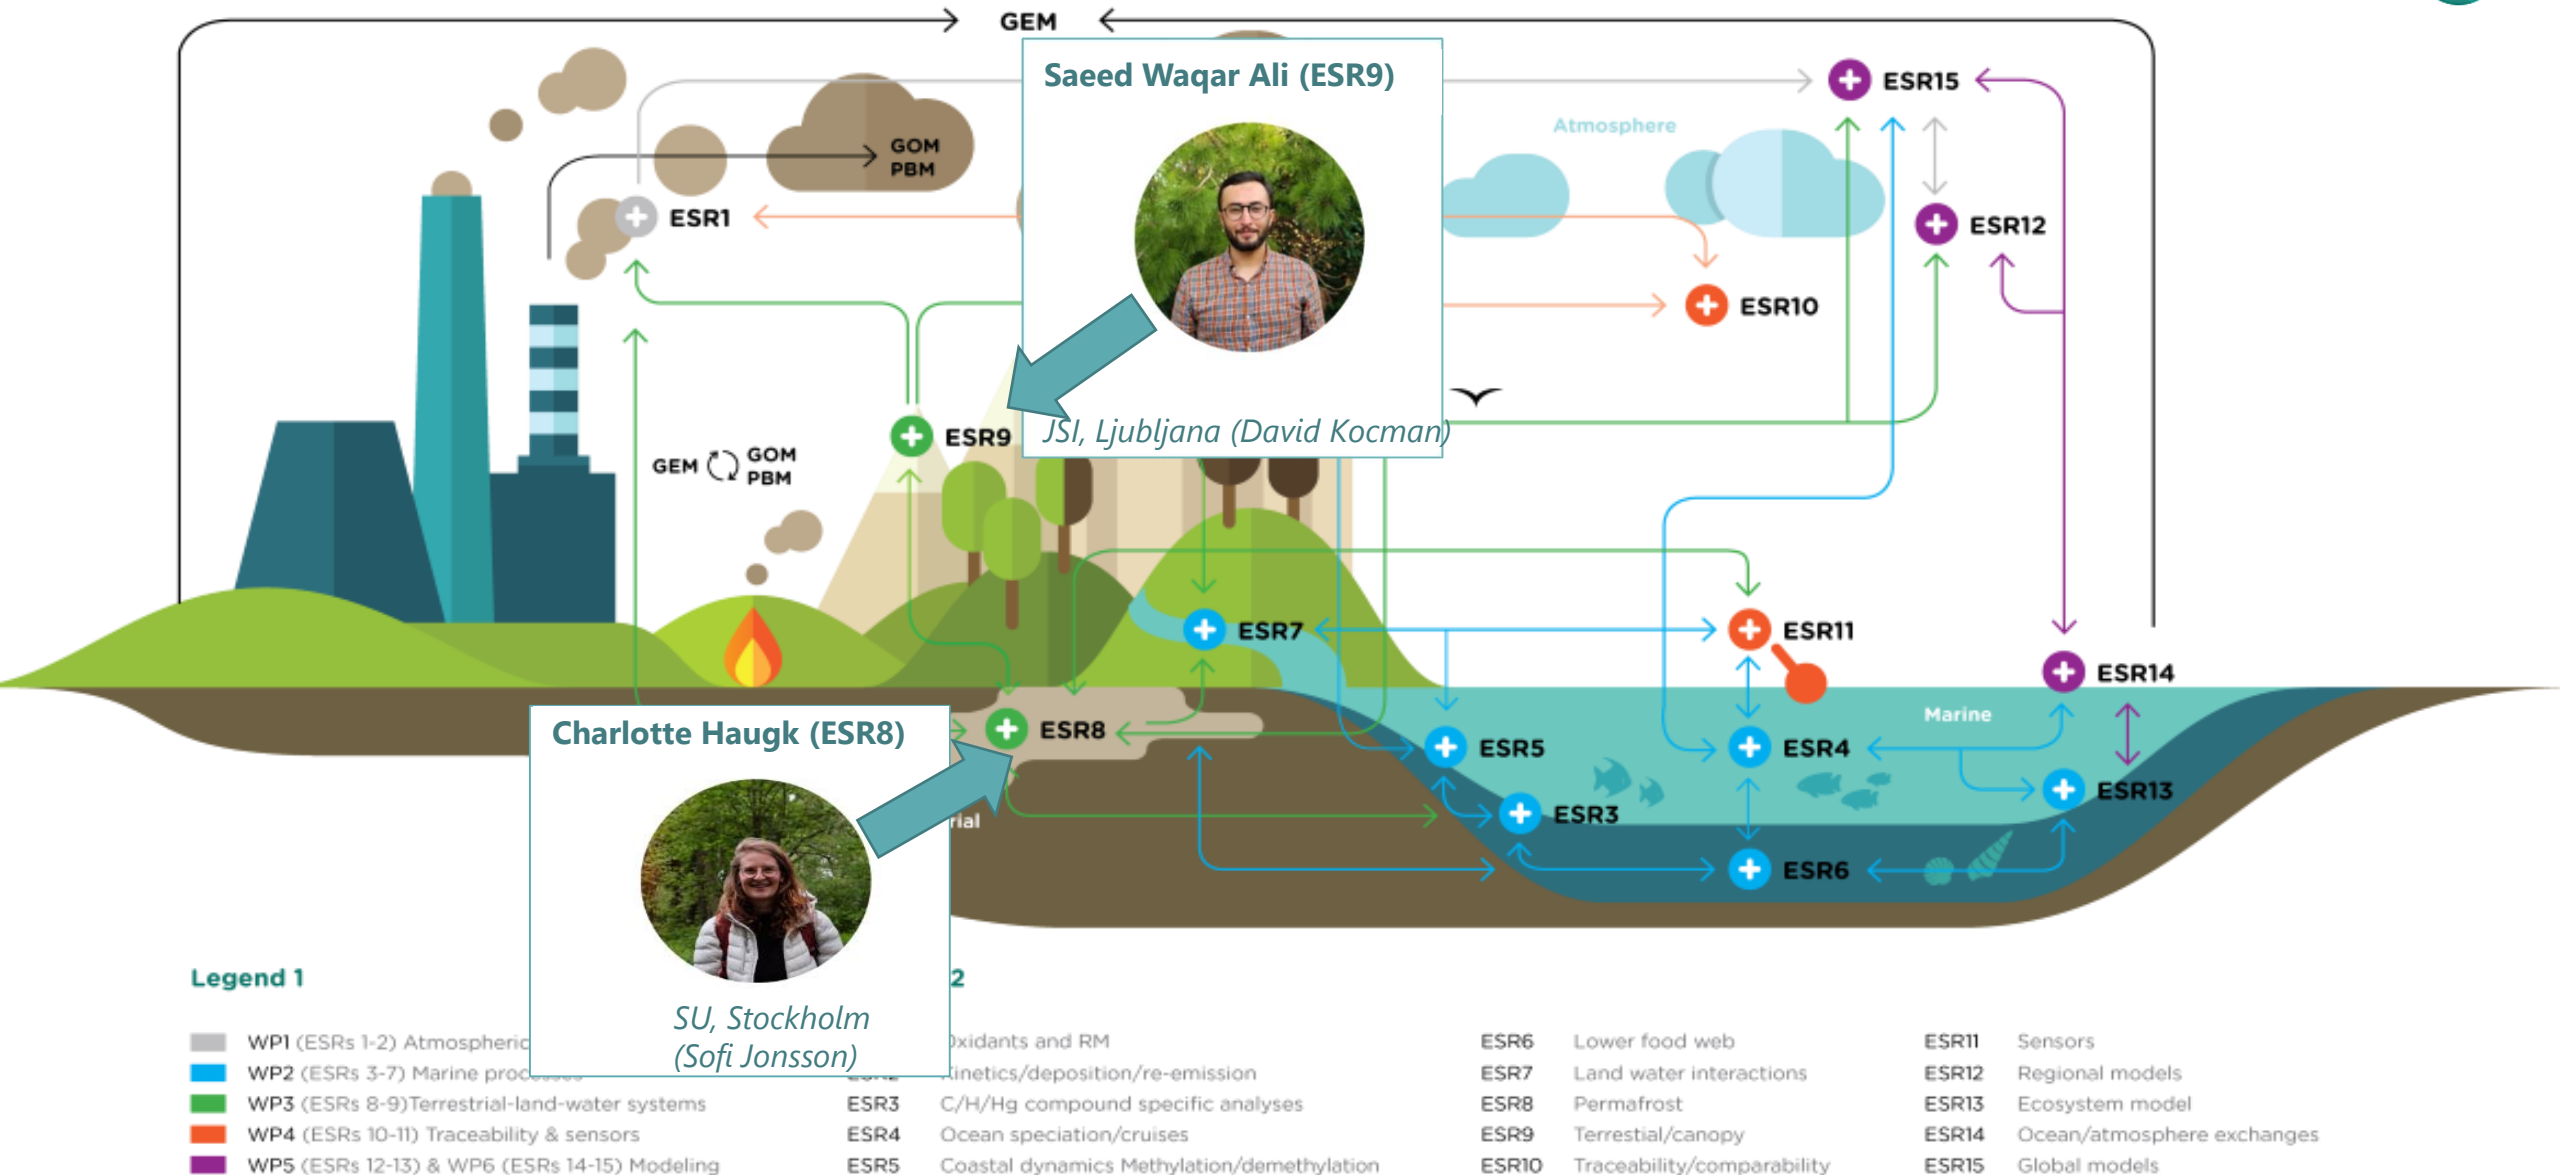 GEM
Saeed Waqar Ali (ESR9)
ESR15
Atmosphere
GOM
PBM
ESR1
ESR12
ESR10
JSI, Ljubljana (David Kocman)
ESR9
GEM
GOM
PBM
ESR7
ESR11
ESR14
Marine
Charlotte Haugk (ESR8)
ESR8
ESR5
ESR4
ESR13
ESR3
rial
ESR6
SU, Stockholm
(Sofi Jonsson)
Legend 1
2
WP1 (ESRs 1-2) Atmospheric
WP2 (ESRs 3-7) Marine processes
WP3 (ESRs 8-9)Terrestrial-land-water systems
WP4 (ESRs 10-11) Traceability & sensors
WP5 (ESRs 12-13) & WP6 (ESRs 14-15) Modeling
Oxidants and RM
Kinetics/deposition/re-emission
ESR3 C/H/Hg compound specific analyses
ESR4 Ocean speciation/cruises
ESR5 Coastal dynamics Methylation/demethylation
ESR6 Lower food web
ESR7 Land water interactions
ESR8 Permafrost
ESR9 Terrestial/canopy
ESR10 Traceability/comparability
ESR11 Sensors
ESR12 Regional models
ESR13 Ecosystem model
ESR14 Ocean/atmosphere exchanges
ESR15 Global models